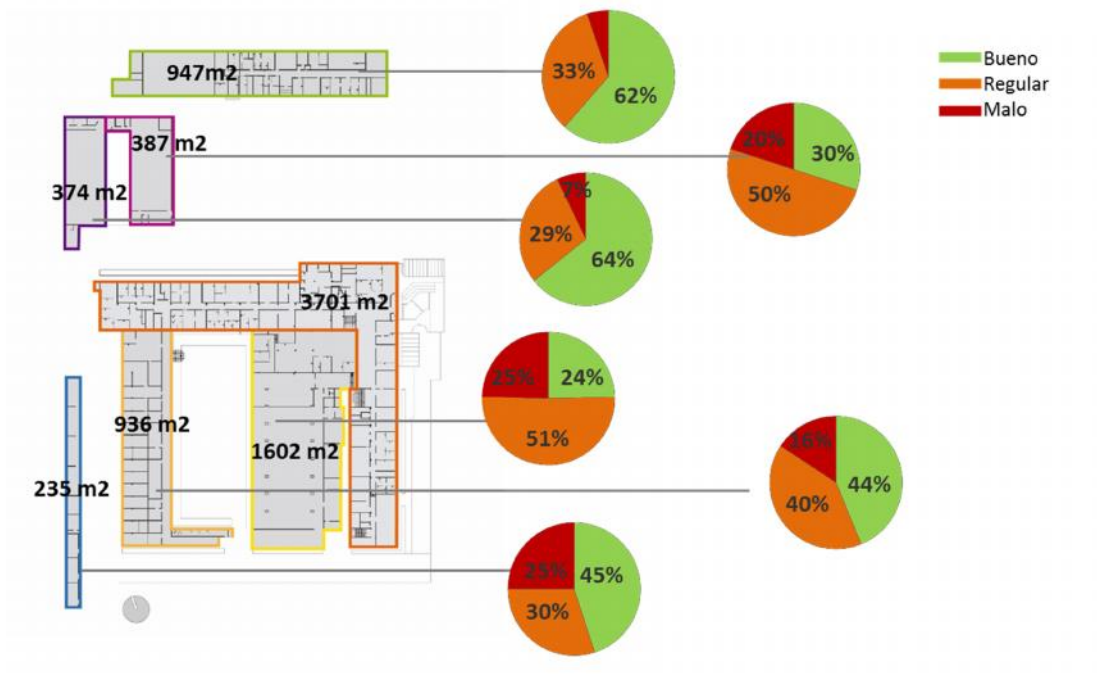 947m2
33%
62%
Bueno
Regular
Malo
387 m2
20%
30%
50%
374 m2
7%
29%
64%
3701 m2
25%
24%
51%
936 m2
1602 m2
16%
44%
40%
235 m2
25%
45%
30%